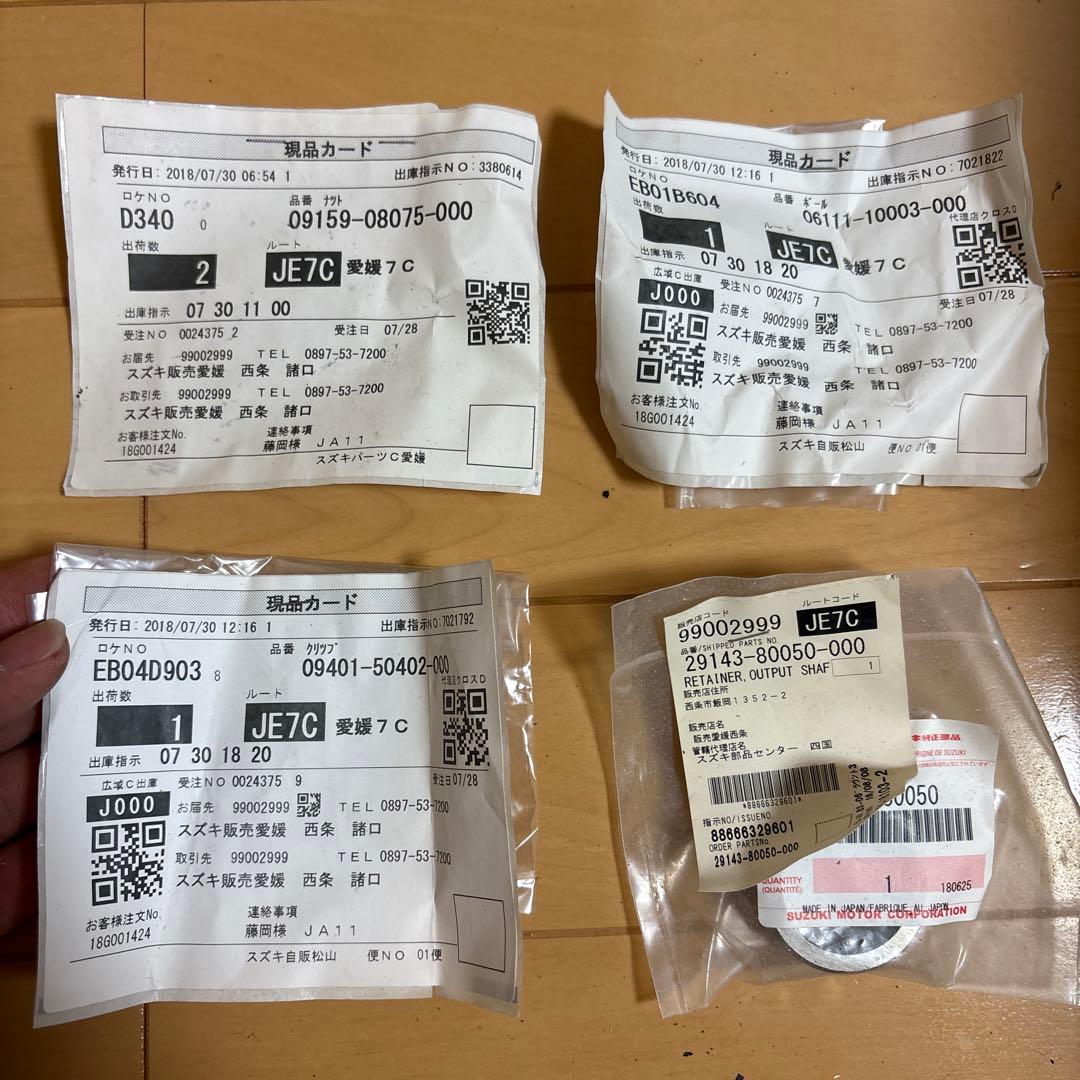 現品カード
発行日: 2018/07/30 06:54 1 出庫指示NO: 3380614
ロケNO 品番 ナット
D340 0 09159-08075-000
出荷数 ルート
2 JE7C 愛媛7C
出庫指示 07 30 11 00
受注NO 0024375 2 受注日 07/28
お届先 99002999 TEL 0897-53-7200
スズキ販売愛媛 西条 諸口
お取引先 99002999 TEL 0897-53-7200
スズキ販売愛媛 西条 諸口
お客様注文No. 連絡事項
18G001424 藤岡様 JA11
スズキパーツC愛媛
現品カード
発行日: 2018/07/30 12:16 1 出庫指示NO: 7021822
ロケNO 品番 ボール
EB01B604 06111-10003-000
出荷数 ルート 代理店クロスD
1 JE7C 愛媛7C
出庫指示 07 30 18 20
広域C出庫 受注NO 0024375 7 受注日 07/28
J000 お届先 99002999 TEL 0897-53-7200
スズキ販売愛媛 西条 諸口
取引先 99002999 TEL 0897-53-7200
スズキ販売愛媛 西条 諸口
お客様注文No. 連絡事項
18G001424 藤岡様 JA11
スズキ自販松山 便NO 01便
現品カード
発行日: 2018/07/30 12:16 1 出庫指示NO: 7021792
ロケNO 品番 クリツプ
EB04D903 8 09401-50402-000
出荷数 ルート 代理店クロスD
1 JE7C 愛媛7C
出庫指示 07 30 18 20
広域C出庫 受注NO 0024375 9 受注日 07/28
J000 お届先 99002999 TEL 0897-53-7200
スズキ販売愛媛 西条 諸口
取引先 99002999 TEL 0897-53-7200
スズキ販売愛媛 西条 諸口
お客様注文No. 連絡事項
18G001424 藤岡様 JA11
スズキ自販松山 便NO 01便
販売店コード ルートコード
99002999 JE7C
品番/SHIPPED PARTS NO.
29143-80050-000
RETAINER,OUTPUT SHAF 1
販売店住所
西条市飯岡1352-2
販売店名
販売愛媛西条
管轄代理店名
スズキ部品センター 四国
*88666329601*
指示NO/ISSUENO.
88666329601
ORDER PARTSNo
29143-80050-000
純正部品
ORIGINE DE SUZUKI
0050
QUANTITY
(QUANTITÉ) 1 180625
MADE IN JAPAN/FABRIQUE AU JAPON
SUZUKI MOTOR CORPORATION